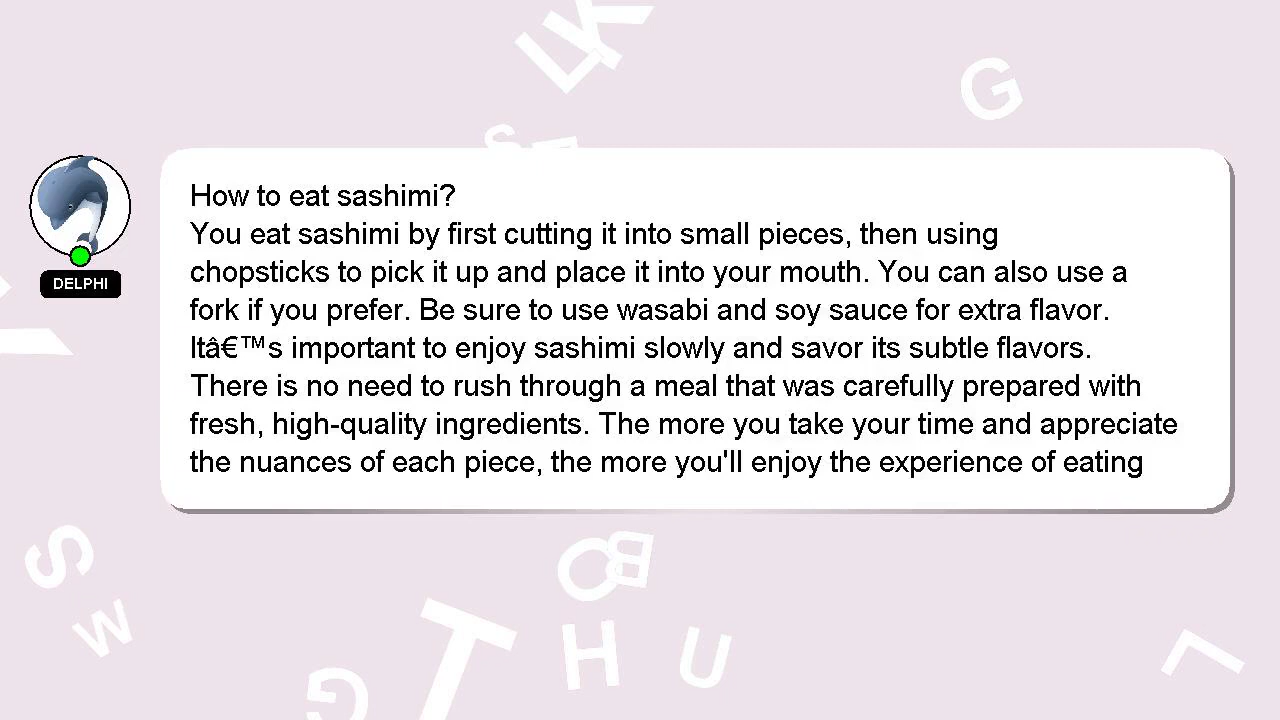 How to eat sashimi?
You eat sashimi by first cutting it into small pieces, then using
chopsticks to pick it up and place it into your mouth. You can also use a
fork if you prefer. Be sure to use wasabi and soy sauce for extra flavor.
Itâ€™s important to enjoy sashimi slowly and savor its subtle flavors.
There is no need to rush through a meal that was carefully prepared with
fresh, high-quality ingredients. The more you take your time and appreciate
the nuances of each piece, the more you'll enjoy the experience of eating
DELPHI
L
K
G
S
S
W
C
B
T
H
U
G
L